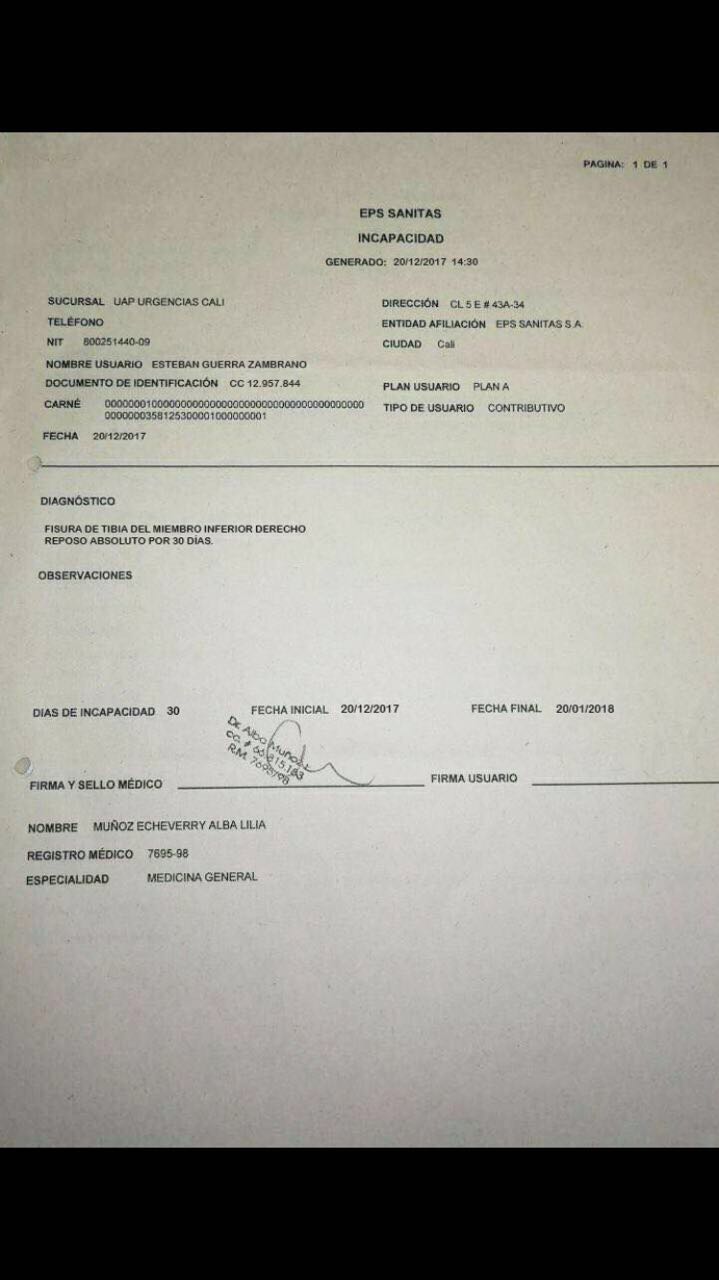 PAGINA: 1 DE 1
EPS SANITAS
INCAPACIDAD
GENERADO: 20/12/2017 14:30
SUCURSAL UAP URGENCIAS CALI
DIRECCIÓN CL 5 E # 43A-34
TELÉFONO
ENTIDAD AFILIACIÓN EPS SANITAS S.A.
NIT 800251440-09
CIUDAD Cali
NOMBRE USUARIO ESTEBAN GUERRA ZAMBRANO
DOCUMENTO DE IDENTIFICACIÓN CC 12.957.844
PLAN USUARIO PLAN A
CARNÉ
TIPO DE USUARIO CONTRIBUTIVO
FECHA 20/12/2017
DIAGNÓSTICO
FISURA DE TIBIA DEL MIEMBRO INFERIOR DERECHO
REPOSO ABSOLUTO POR 30 DÍAS.
OBSERVACIONES
DIAS DE INCAPACIDAD 30 FECHA INICIAL 20/12/2017 FECHA FINAL 20/01/2018
Dr. Alba Muñoz
CC. # 66.815.183
R.M. 7695/98
FIRMA Y SELLO MÉDICO
FIRMA USUARIO
NOMBRE MUÑOZ ECHEVERRY ALBA LILIA
REGISTRO MÉDICO 7695-98
ESPECIALIDAD MEDICINA GENERAL